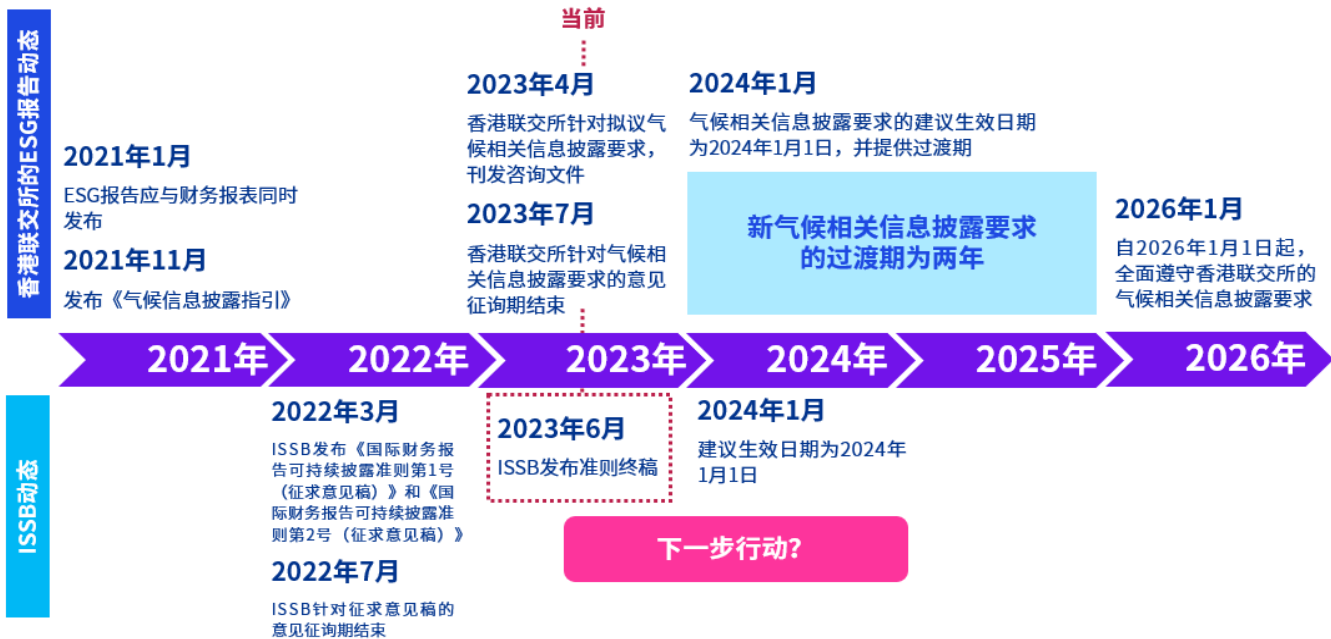 当前
香港联交所的ESG报告动态
2021年1月
ESG报告应与财务报表同时
发布
2021年11月
发布《气候信息披露指引》
2023年4月
香港联交所针对拟议气
候相关信息披露要求，
刊发咨询文件
2023年7月
香港联交所针对气候相
关信息披露要求的意见
征询期结束
2024年1月
气候相关信息披露要求的建议生效日期
为2024年1月1日，并提供过渡期
新气候相关信息披露要求
的过渡期为两年
2026年1月
自2026年1月1日起，
全面遵守香港联交所的
气候相关信息披露要求
2021年
2022年
2023年
2024年
2025年
2026年
ISSB动态
2022年3月
ISSB发布《国际财务报
告可持续披露准则第1号
（征求意见稿）》和《国
际财务报告可持续披露准
则第2号（征求意见稿）》
2022年7月
ISSB针对征求意见稿的
意见征询期结束
2023年6月
ISSB发布准则终稿
2024年1月
建议生效日期为2024年
1月1日
下一步行动？